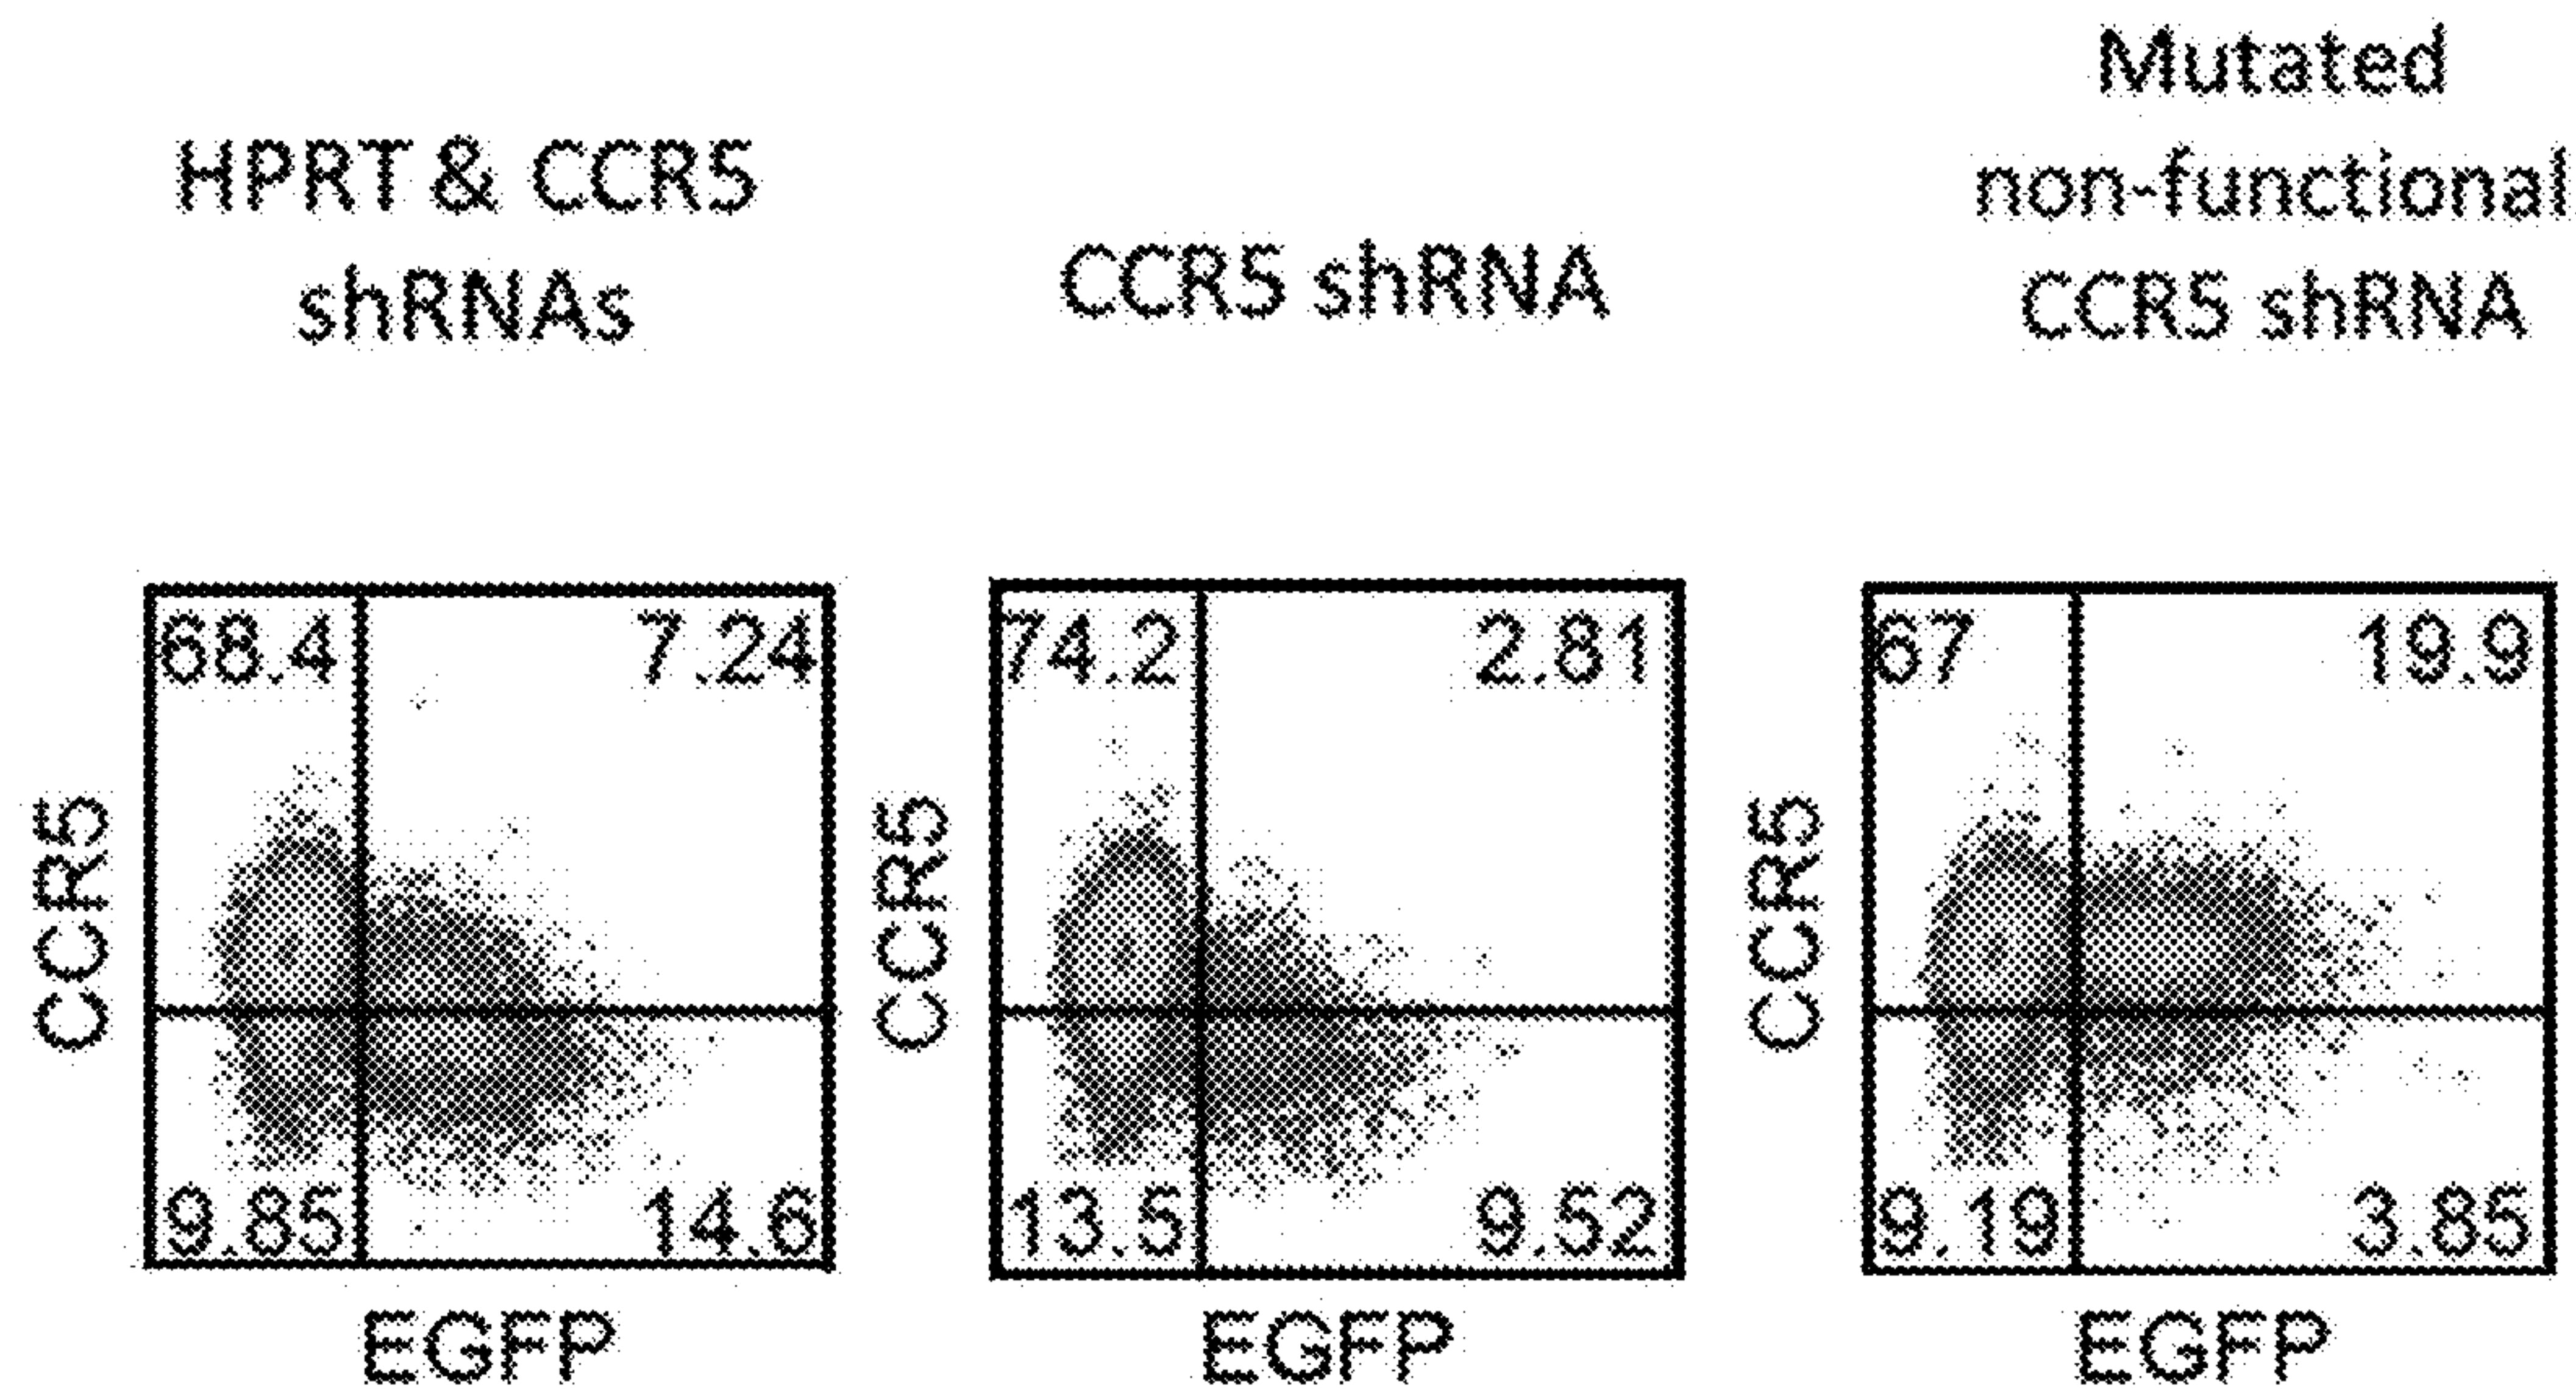 HPRT & CCR5
shRNAs
CCR5 shRNA
Mutated
non-functional
CCR5 shRNA
68.4
7.24
9.85
14.6
CCR5
EGFP
74.2
2.81
13.5
9.52
CCR5
EGFP
67
19.9
9.19
3.85
CCR5
EGFP